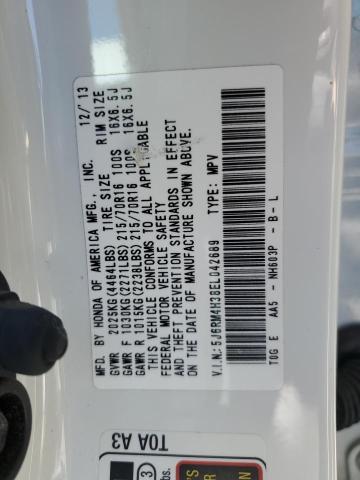 MFD. BY HONDA OF AMERICA MFG., INC. 12/'13
TIRE SIZE RIM SIZE
GVWR 2025KG(4464LBS)
GAWR F 1030KG(2271LBS) 215/70R16 100S 16X6.5J
GAWR R 1015KG(2238LBS) 215/70R16 100S 16X6.5J
THIS VEHICLE CONFORMS TO ALL APPLICABLE
FEDERAL MOTOR VEHICLE SAFETY
AND THEFT PREVENTION STANDARDS IN EFFECT
ON THE DATE OF MANUFACTURE SHOWN ABOVE.
V.I.N: 5J6RM4H38EL042689 TYPE: MPV
T0G E AA5 - NH603P - B - L
T0A A3